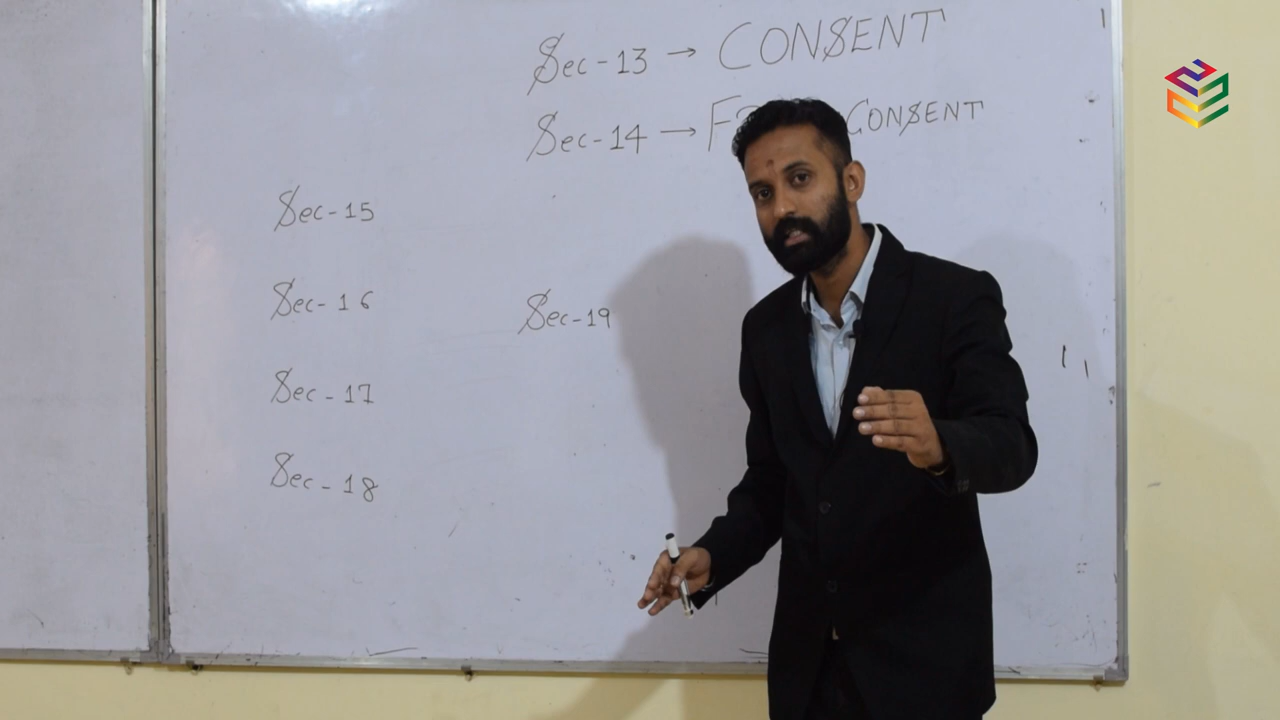 Sec-13 → CONSENT
Sec-14 → CONSENT
Sec-15
Sec-16
Sec-19
Sec-17
Sec-18